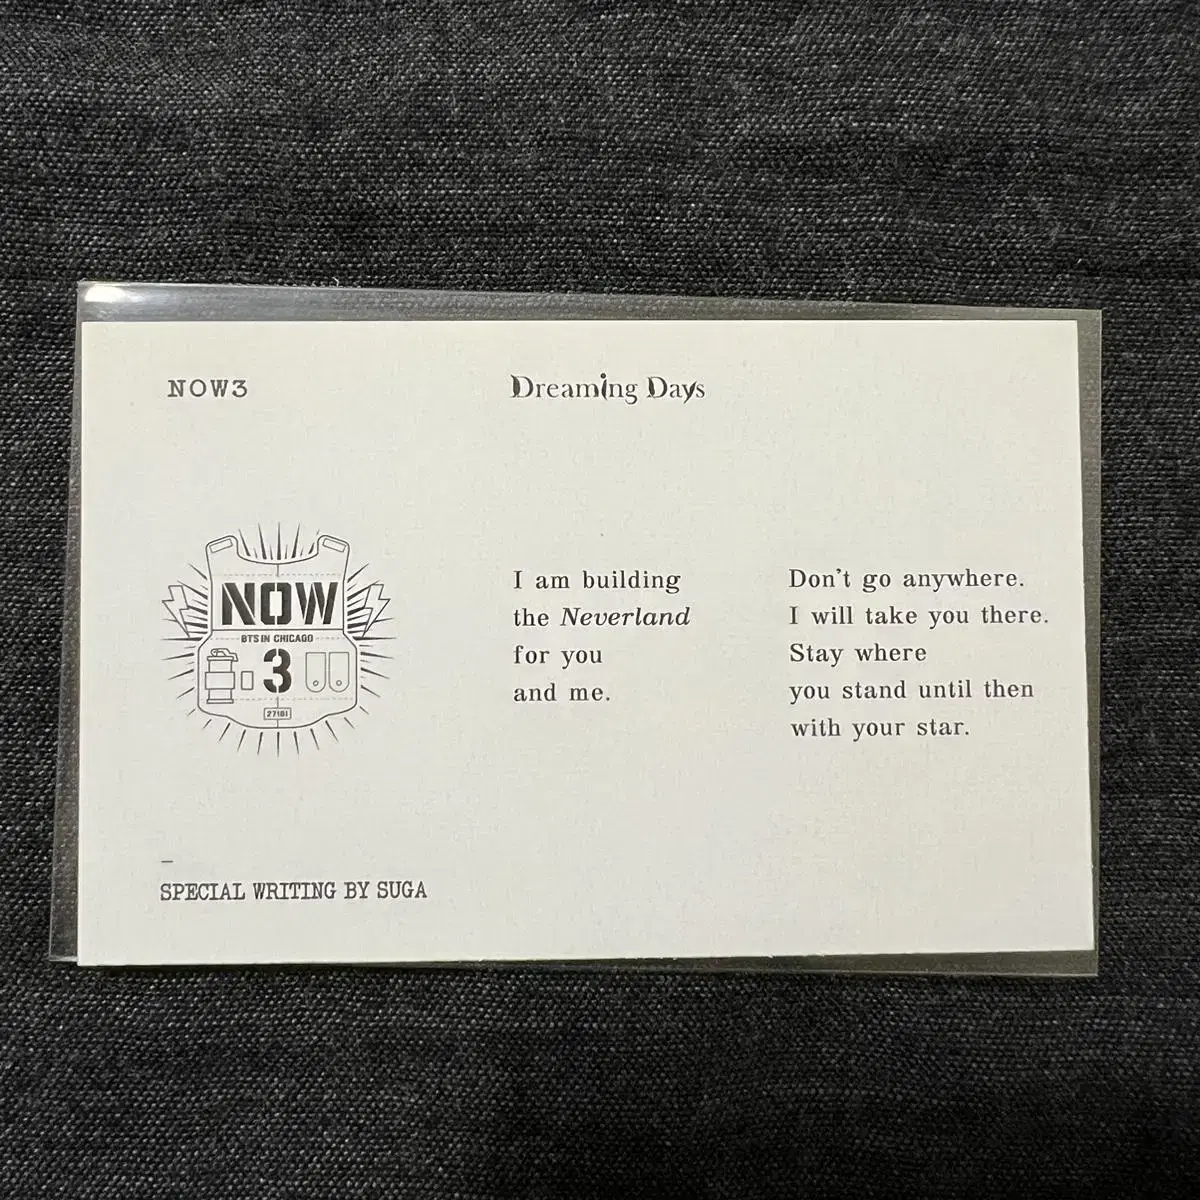 NOW3
Dreaming Days
NOW
BTS IN CHICAGO
3
27181
I am building
the Neverland
for you
and me.
Don't go anywhere.
I will take you there.
Stay where
you stand until then
with your star.
SPECIAL WRITING BY SUGA